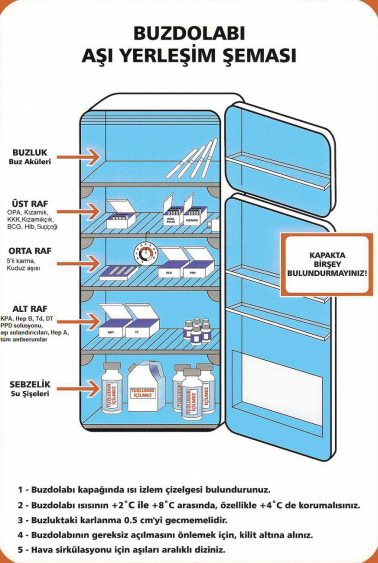 BUZDOLABI
AŞI YERLEŞİM ŞEMASI
BUZLUK
Buz Aküleri
ÜST RAF
OPA, Kızamık,
KKK, Kızamıkçık,
BCG, Hib, Suçiçeği
ORTA RAF
5'li karma,
Kuduz aşısı
KAPAKTA
BİRŞEY
BULUNDURMAYINIZ!
ALT RAF
KPA, Hep B, Td, DT
PPD solüsyonu,
aşı sulandırıcıları, Hep A,
tüm antiserumlar
SEBZELİK
Su Şişeleri
1 - Buzdolabı kapağında ısı izlem çizelgesi bulundurunuz.
2 - Buzdolabı ısısının +2˚C ile +8˚C arasında, özellikle +4˚C de korumalısınız.
3 - Buzluktaki karlanma 0.5 cm'yi gecmemelidir.
4 - Buzdolabının gereksiz açılmasını önlemek için, kilit altına alınız.
5 - Hava sirkülasyonu için aşıları aralıklı diziniz.